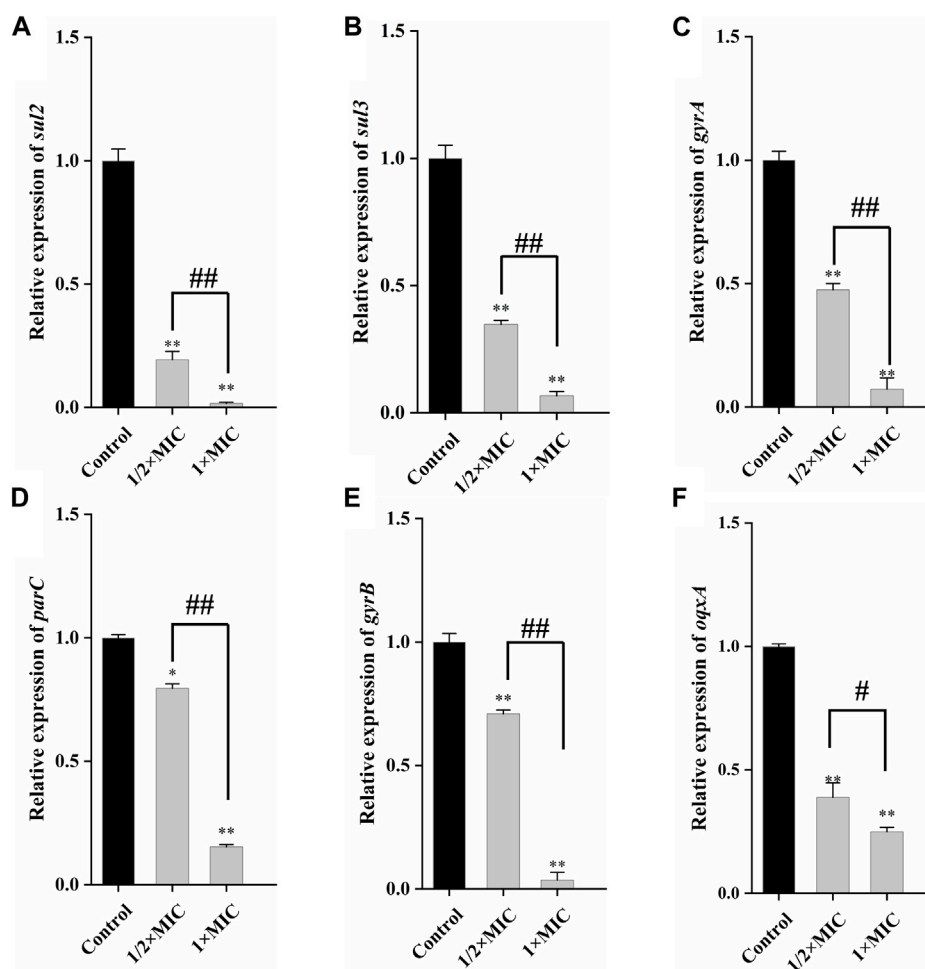 A
Relative expression of sul2
1.5
1.0
0.5
0.0
##
**
**
Control
1/2×MIC
1×MIC
B
Relative expression of sul3
1.5
1.0
0.5
0.0
##
**
**
Control
1/2×MIC
1×MIC
C
Relative expression of gyrA
1.5
1.0
0.5
0.0
##
**
**
Control
1/2×MIC
1×MIC
D
Relative expression of parC
1.5
1.0
0.5
0.0
##
*
**
Control
1/2×MIC
1×MIC
E
Relative expression of gyrB
1.5
1.0
0.5
0.0
##
**
**
Control
1/2×MIC
1×MIC
F
Relative expression of oqxA
1.5
1.0
0.5
0.0
#
**
**
Control
1/2×MIC
1×MIC